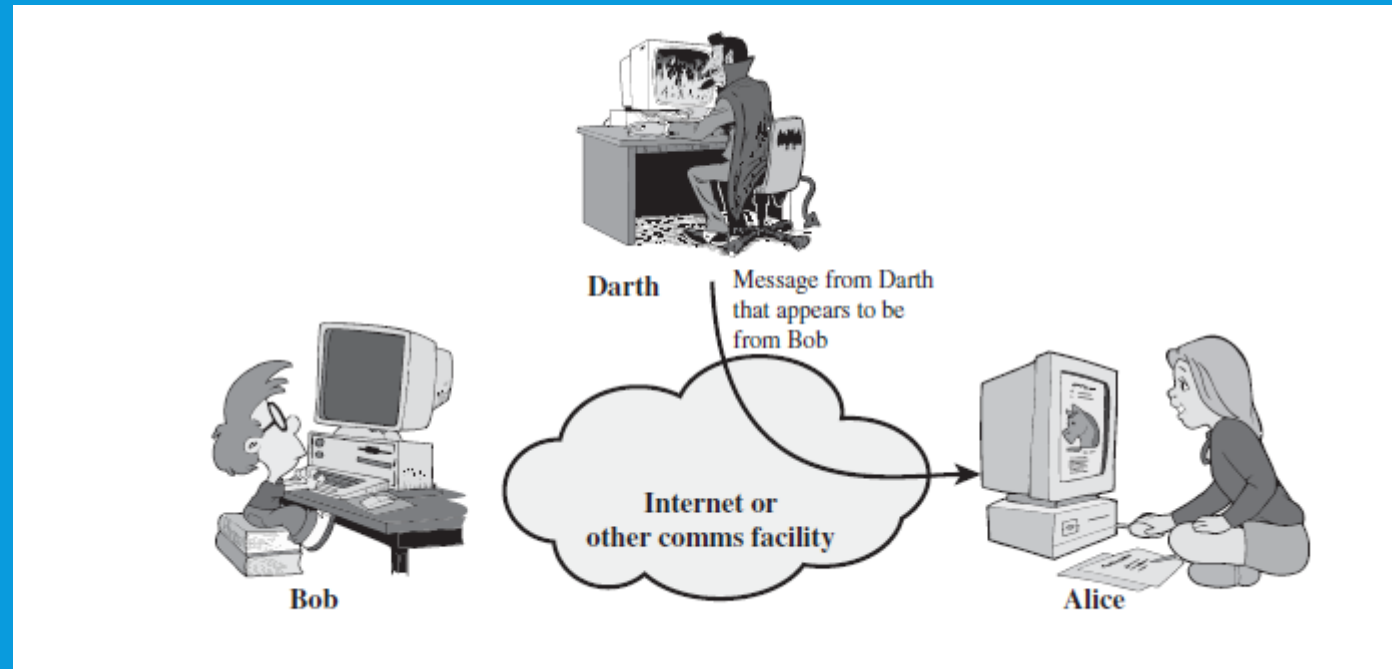 Darth
Message from Darth
that appears to be
from Bob
Internet or
other comms facility
Bob
Alice